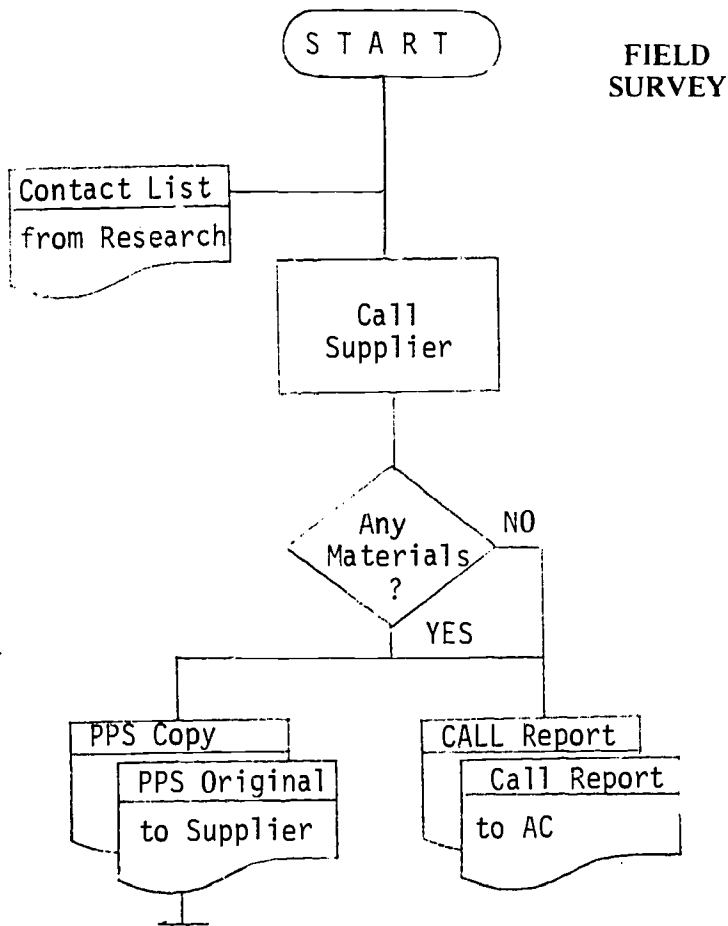 S T A R T
FIELD
SURVEY
Contact List
from Research
Call
Supplier
Any
Materials
?
NO
YES
PPS Copy
PPS Original
to Supplier
CALL Report
Call Report
to AC